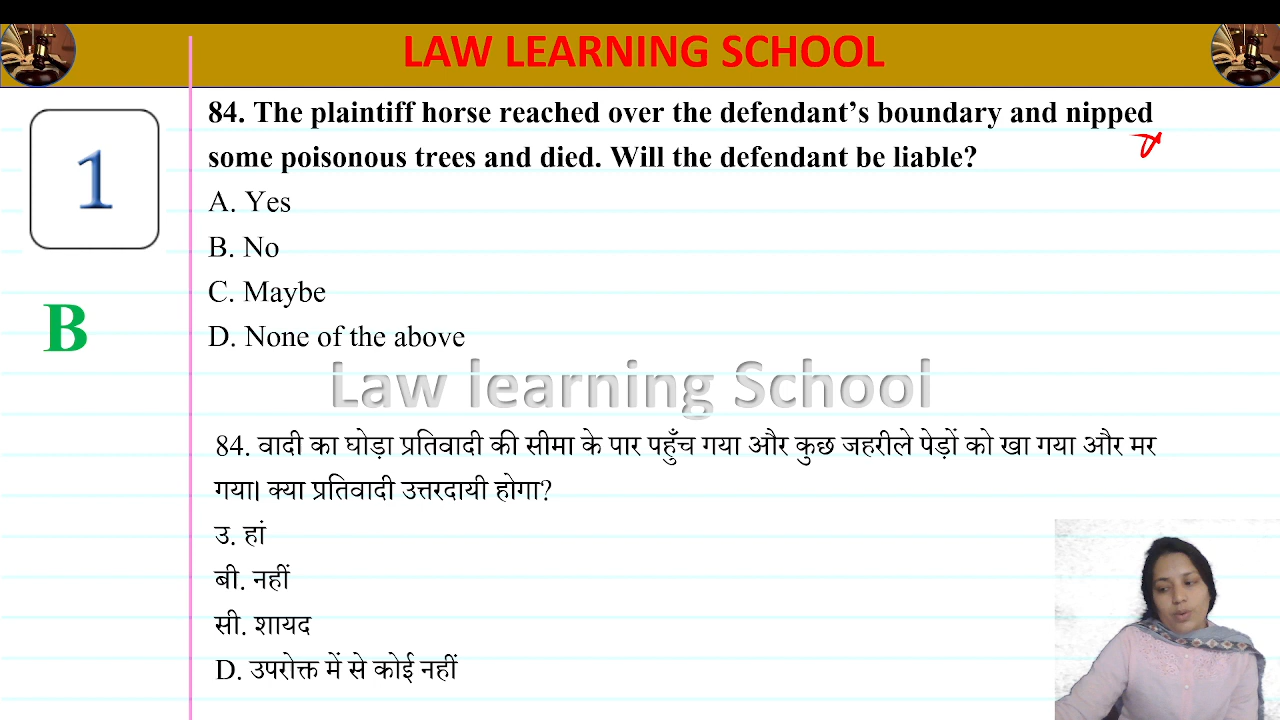 LAW LEARNING SCHOOL
84. The plaintiff horse reached over the defendant’s boundary and nipped
some poisonous trees and died. Will the defendant be liable?
1
A. Yes
B. No
C. Maybe
B
D. None of the above
Law learning School
84. वादी का घोड़ा प्रतिवादी की सीमा के पार पहुँच गया और कुछ जहरीले पेड़ों को खा गया और मर
गया। क्या प्रतिवादी उत्तरदायी होगा?
उ. हां
बी. नहीं
सी. शायद
D. उपरोक्त में से कोई नहीं